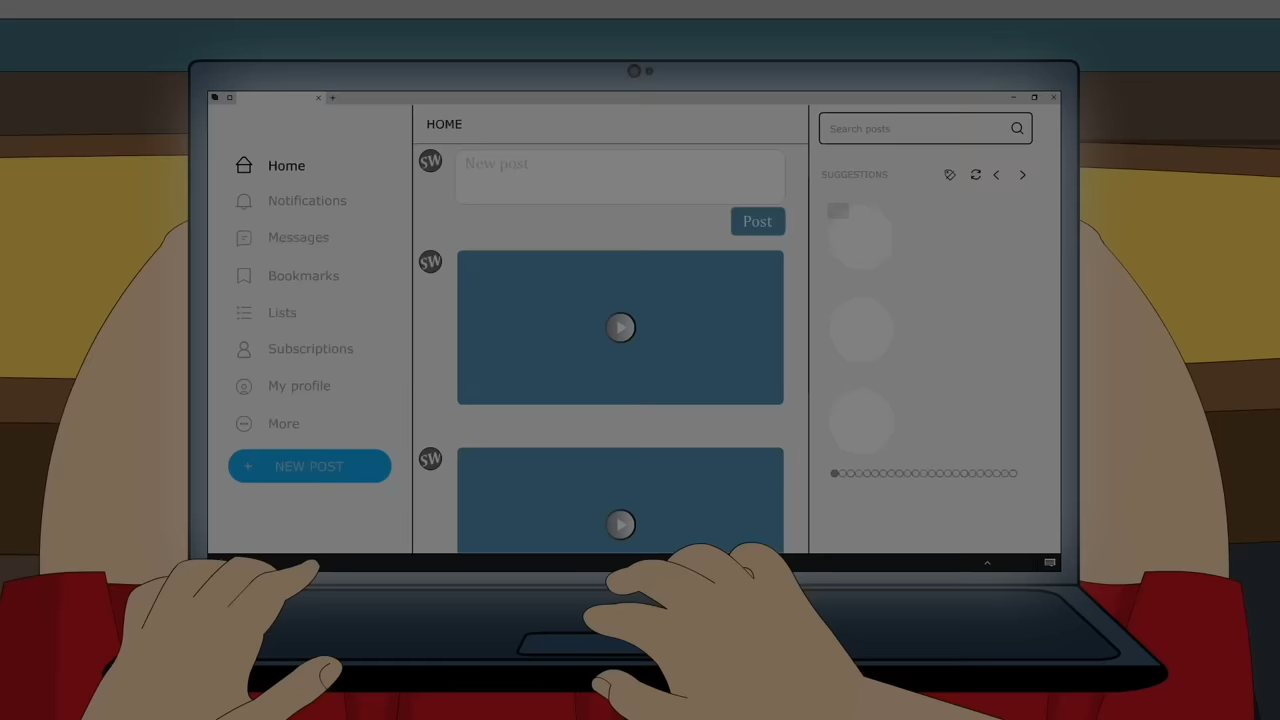 Home
Notifications
Messages
Bookmarks
Lists
Subscriptions
My profile
More
+ NEW POST
HOME
SW
New post
Post
SW
SW
Search posts
SUGGESTIONS